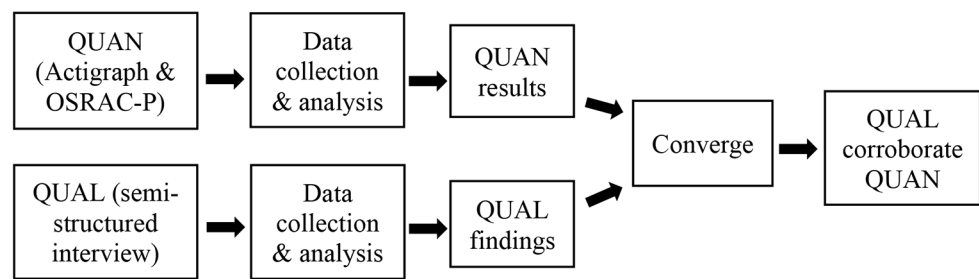 QUAN
(Actigraph &
OSRAC-P)
Data
collection
& analysis
QUAN
results
QUAL (semi-
structured
interview)
Data
collection
& analysis
QUAL
findings
Converge
QUAL
corroborate
QUAN